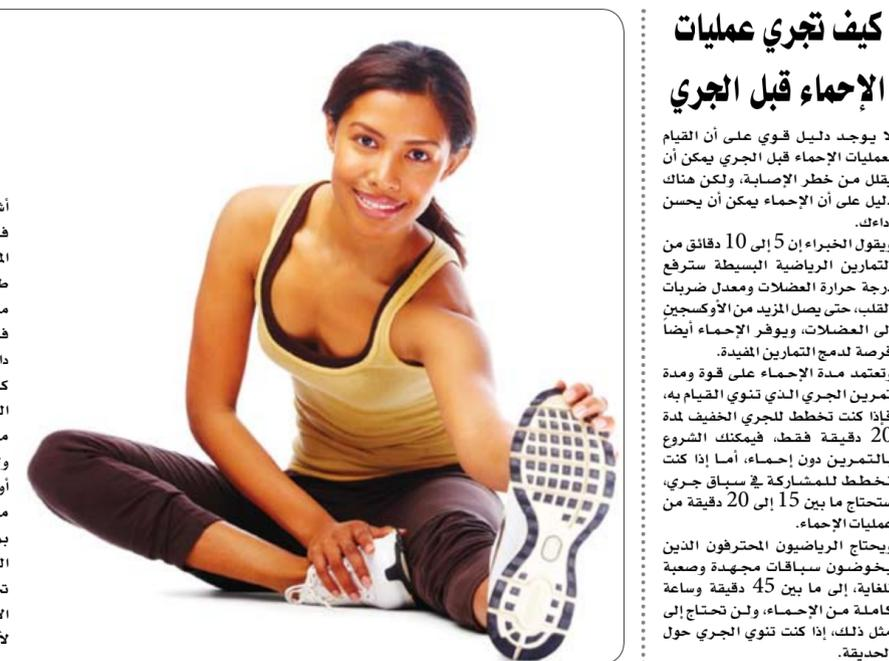 كيف تجري عمليات
الإحماء قبل الجري
لا يوجد دليل قوي على أن القيام
بعمليات الإحماء قبل الجري يمكن أن
يقلل من خطر الإصابة، ولكن هناك
دليل على أن الإحماء يمكن أن يحسن
أداءك.
ويقول الخبراء إن 5 إلى 10 دقائق من
التمارين الرياضية البسيطة سترفع
درجة حرارة العضلات ومعدل ضربات
القلب، حتى يصل المزيد من الأوكسجين
إلى العضلات، ويوفر الإحماء أيضاً
فرصة لدمج التمارين المفيدة.
وتعتمد مدة الإحماء على قوة ومدة
تمرين الجري الذي تنوي القيام به،
فإذا كنت تخطط للجري الخفيف لمدة
20 دقيقة فقط، فيمكنك الشروع
بالتمرين دون إحماء، أما إذا كنت
تخطط للمشاركة في سباق جري،
ستحتاج ما بين 15 إلى 20 دقيقة من
عمليات الإحماء.
ويحتاج الرياضيون المحترفون الذين
يخوضون سباقات مجهدة وصعبة
للغاية، إلى ما بين 45 دقيقة وساعة
كاملة من الإحماء، ولن تحتاج إلى
مثل ذلك، إذا كنت تنوي الجري حول
الحديقة.